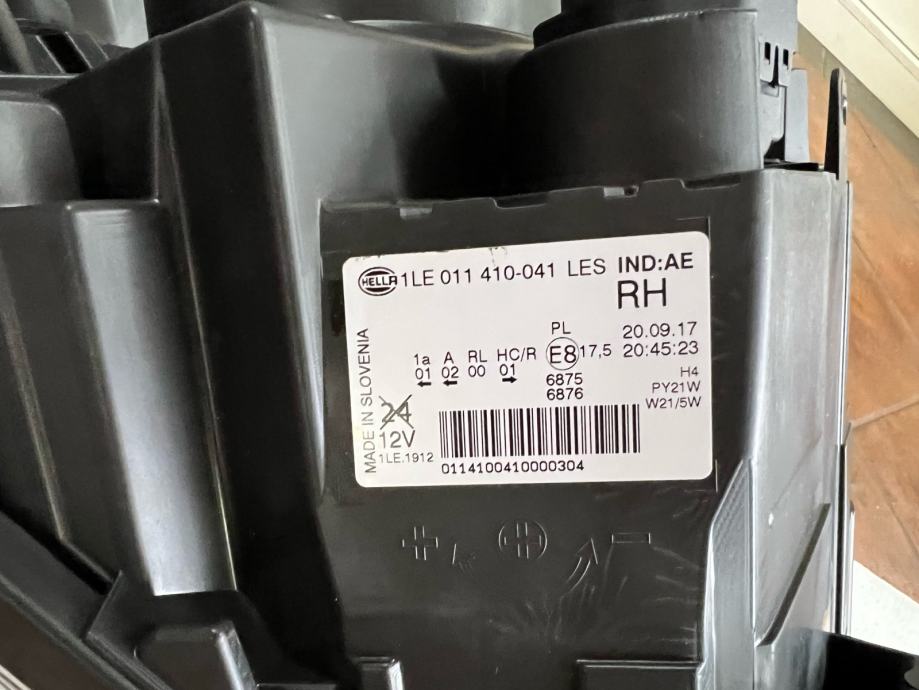 HELLA 1LE 011 410-041 LES IND:AE
RH
PL
20.09.17
1a A RL HC/R E8 17,5 20:45:23
01 02 00 01
6875
6876
H4
PY21W
W21/5W
MADE IN SLOVENIA
24
12V
1LE.1912
0114100410000304